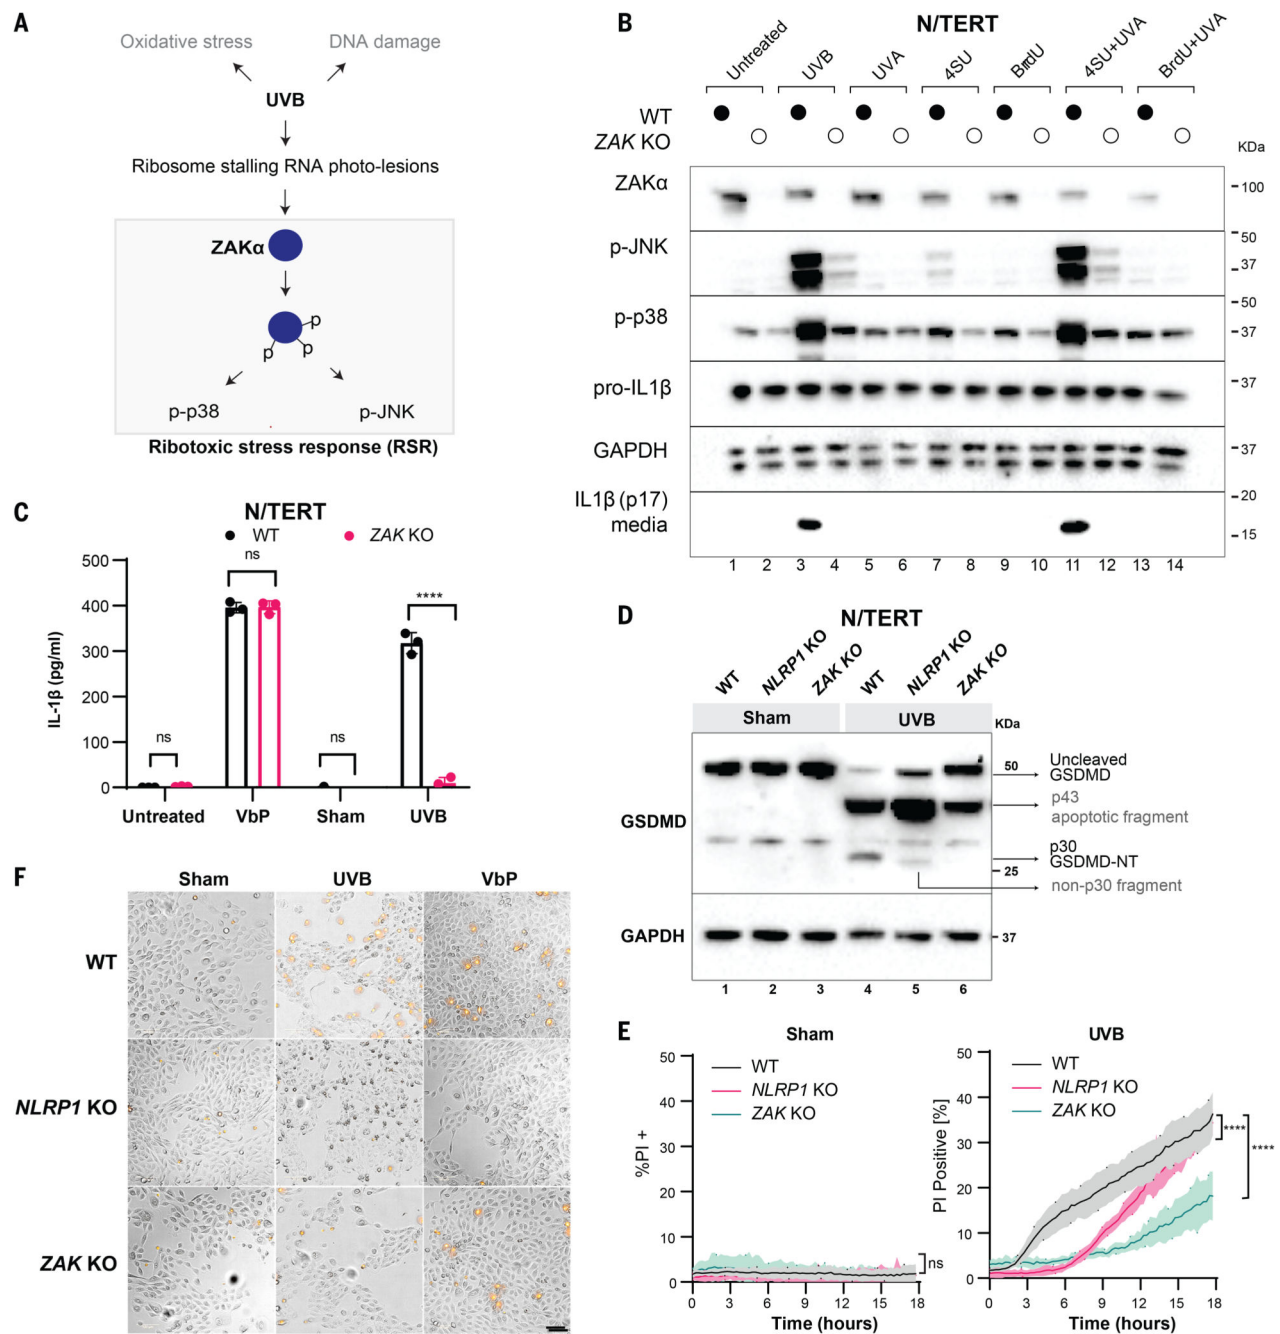 A
Oxidative stress
DNA damage
UVB
Ribosome stalling RNA photo-lesions
ZAKα
p
p
p
p-p38
p-JNK
Ribotoxic stress response (RSR)
B
N/TERT
Untreated
UVB
UVA
4SU
4SU+UVA
BrdU+UVA
WT
ZAK KO
KDa
ZAKα
100
p-JNK
50
37
p-p38
50
37
pro-IL1β
37
GAPDH
37
IL1β (p17)
media
20
15
1 2 3 4 5 6 7 8 9 10 11 12 13 14
C
N/TERT
WT
ZAK KO
IL-1β (pg/ml)
500
400
300
200
100
0
ns
ns
ns
****
Untreated
VbP
Sham
UVB
D
N/TERT
WT
NLRP1 KO
ZAK KO
WT
NLRP1 KO
ZAK KO
Sham
UVB
KDa
GSDMD
50
Uncleaved
GSDMD
p43
apoptotic fragment
p30
GSDMD-NT
25
non-p30 fragment
GAPDH
37
1 2 3 4 5 6
F
Sham
UVB
VbP
WT
NLRP1 KO
ZAK KO
E
Sham
%PI +
50
40
30
20
10
0
WT
NLRP1 KO
ZAK KO
ns
0 3 6 9 12 15 18
Time (hours)
UVB
PI Positive [%]
50
40
30
20
10
0
WT
NLRP1 KO
ZAK KO
****
****
0 3 6 9 12 15 18
Time (hours)